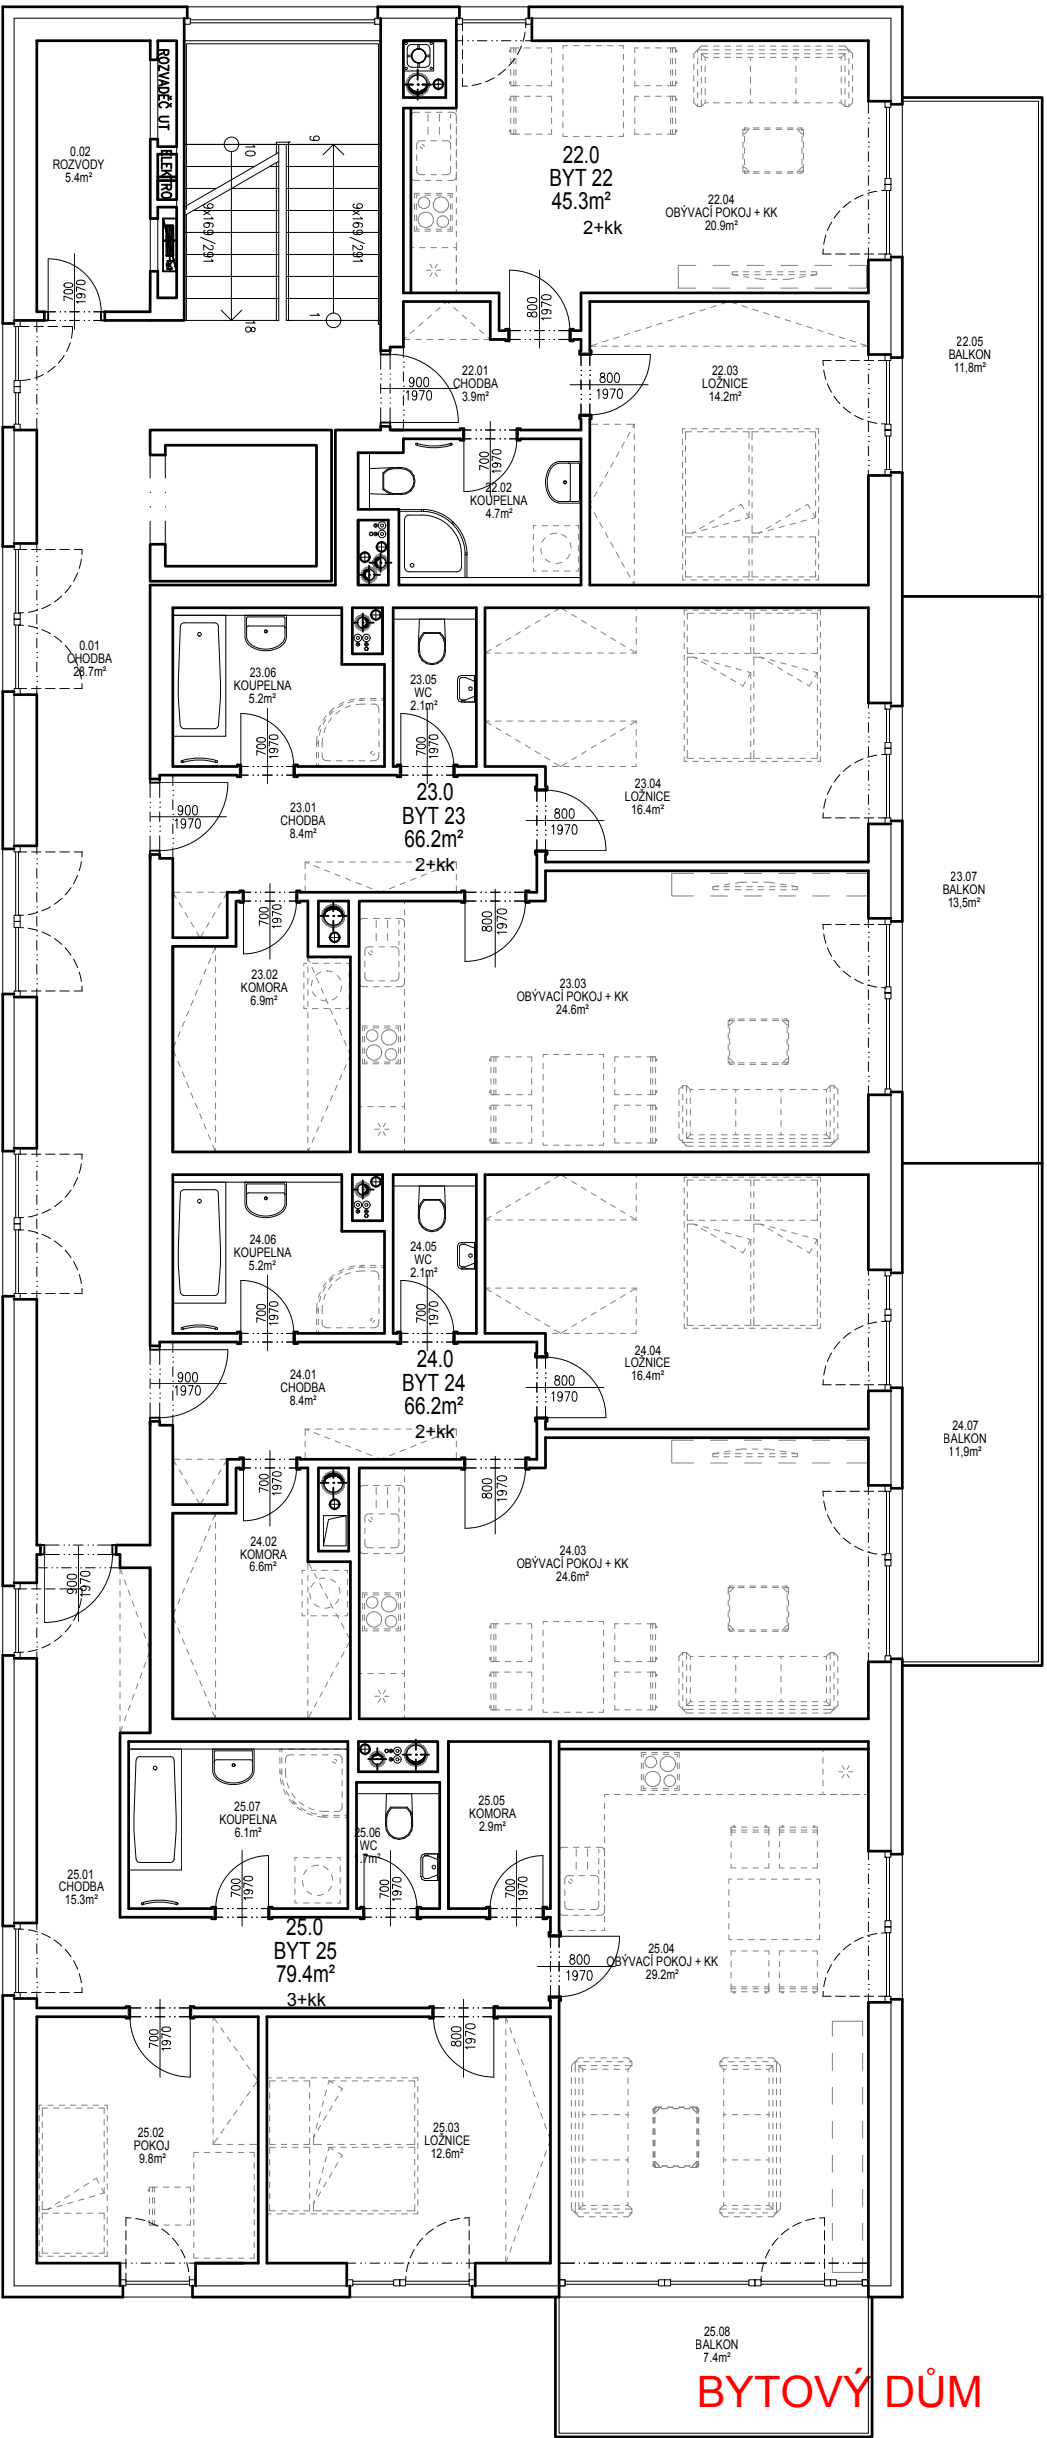 ROZVADĚČ UT
ELEKTRO
0.02
ROZVODY
5.4m²
700
1970
9
10
9x169/291
9x169/291
18
1
22.0
BYT 22
45.3m²
2+kk
22.04
OBÝVACÍ POKOJ + KK
20.9m²
800
1970
22.01
CHODBA
3.9m²
900
1970
800
1970
22.03
LOŽNICE
14.2m²
22.05
BALKON
11,8m²
700
1970
22.02
KOUPELNA
4.7m²
0.01
CHODBA
28.7m²
23.06
KOUPELNA
5.2m²
700
1970
23.05
WC
2.1m²
700
1970
23.04
LOŽNICE
16.4m²
900
1970
23.01
CHODBA
8.4m²
23.0
BYT 23
66.2m²
2+kk
800
1970
23.07
BALKON
13,5m²
700
1970
800
1970
23.02
KOMORA
6.9m²
23.03
OBÝVACÍ POKOJ + KK
24.6m²
24.06
KOUPELNA
5.2m²
700
1970
24.05
WC
2.1m²
700
1970
24.04
LOŽNICE
16.4m²
900
1970
24.01
CHODBA
8.4m²
24.0
BYT 24
66.2m²
2+kk
800
1970
24.07
BALKON
11,9m²
700
1970
800
1970
24.02
KOMORA
6.6m²
24.03
OBÝVACÍ POKOJ + KK
24.6m²
900
1970
25.07
KOUPELNA
6.1m²
700
1970
25.06
WC
700
1970
25.05
KOMORA
2.9m²
700
1970
25.01
CHODBA
15.3m²
25.0
BYT 25
79.4m²
3+kk
800
1970
25.04
OBÝVACÍ POKOJ + KK
29.2m²
700
1970
800
1970
25.02
POKOJ
9.8m²
25.03
LOŽNICE
12.6m²
25.08
BALKON
7.4m²
BYTOVÝ DŮM